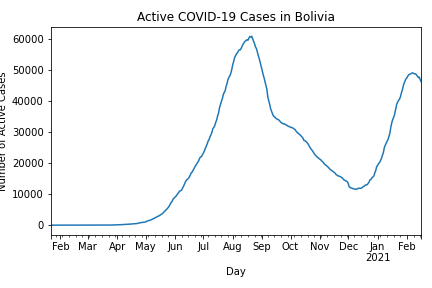 Active COVID-19 Cases in Bolivia
Number of Active Cases
60000
50000
40000
30000
20000
10000
0
Feb Mar Apr May Jun Jul Aug Sep Oct Nov Dec Jan Feb
2021
Day